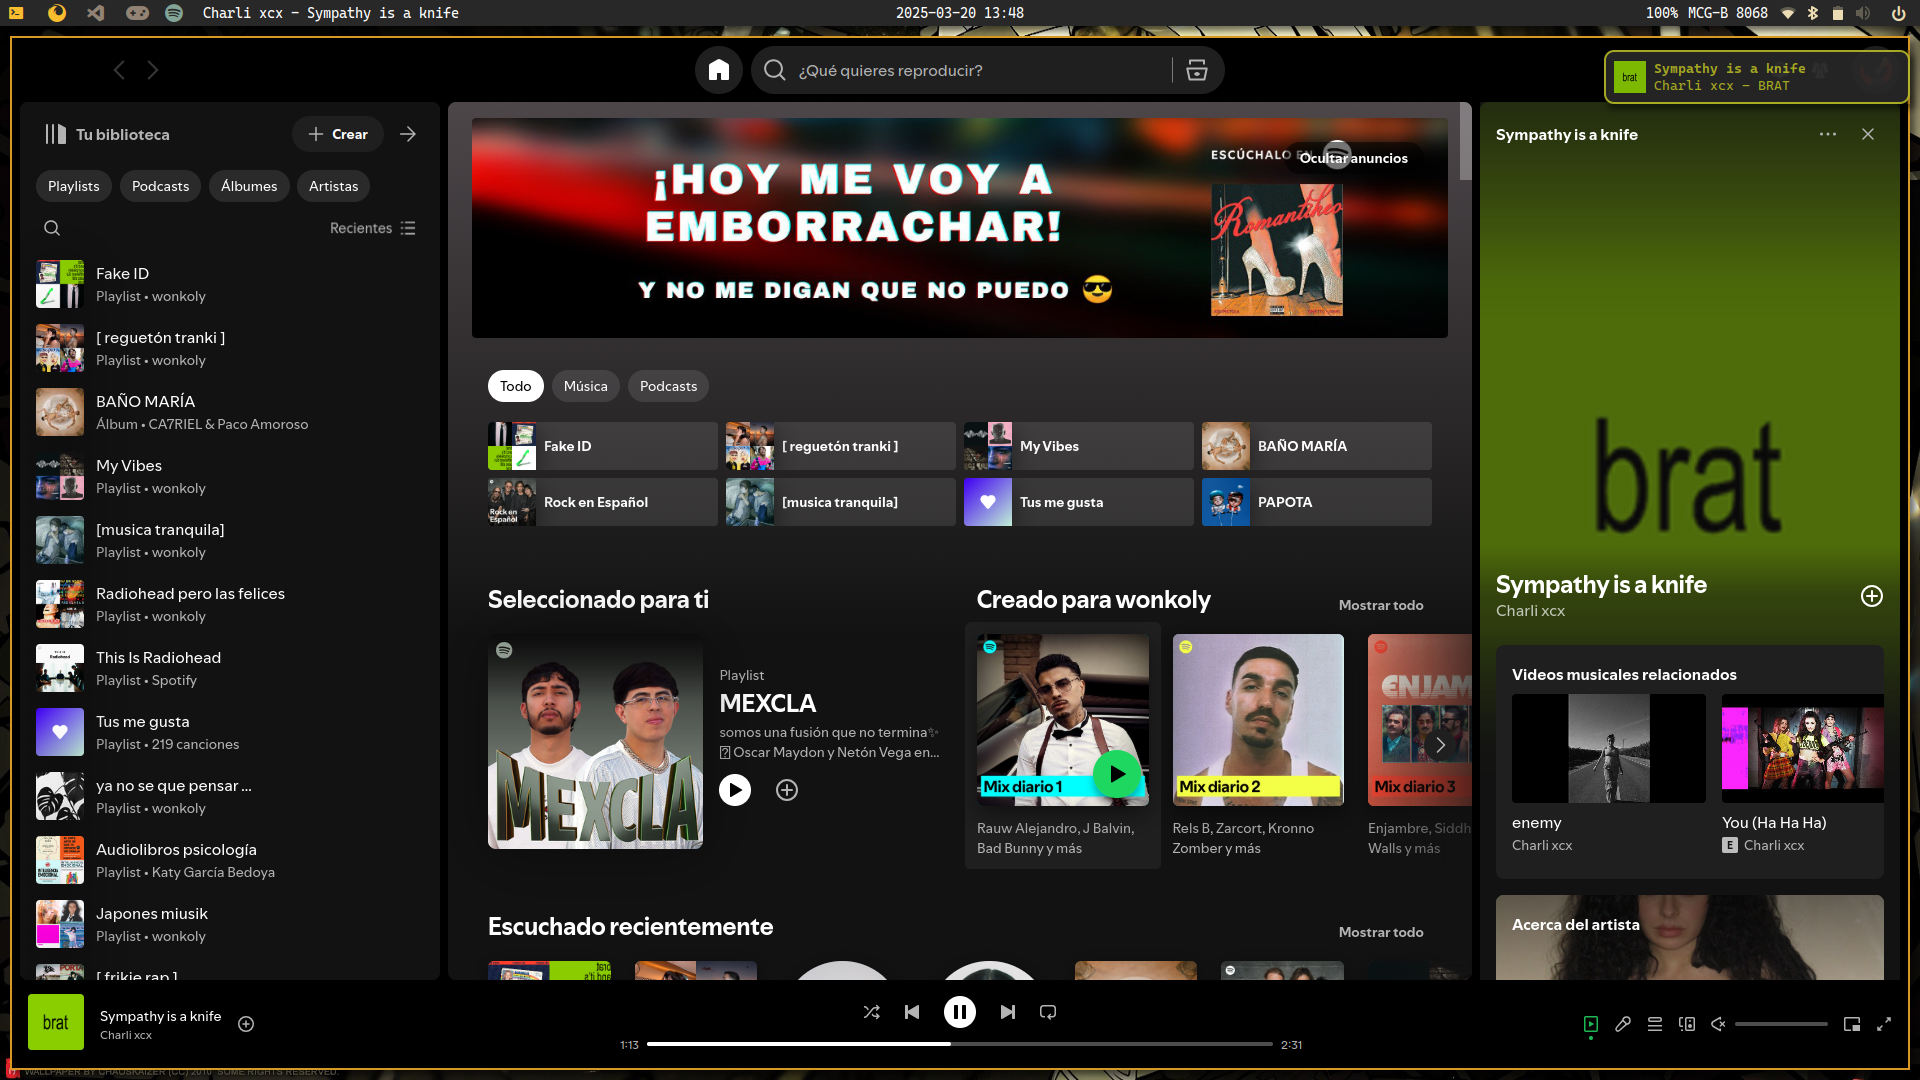 Charli xcx – Sympathy is a knife
2025-03-20 13:48
100% MCG-B 8068
¿Qué quieres reproducir?
brat
Sympathy is a knife
Charli xcx – BRAT
Tu biblioteca
Crear
Playlists
Podcasts
Álbumes
Artistas
Recientes
Fake ID
Playlist • wonkoly
[ reguetón tranki ]
Playlist • wonkoly
BAÑO MARÍA
Álbum • CA7RIEL & Paco Amoroso
My Vibes
Playlist • wonkoly
[musica tranquila]
Playlist • wonkoly
Radiohead pero las felices
Playlist • wonkoly
This Is Radiohead
Playlist • Spotify
Tus me gusta
Playlist • 219 canciones
ya no se que pensar ...
Playlist • wonkoly
Audiolibros psicología
Playlist • Katy García Bedoya
Japones miusik
Playlist • wonkoly
[ frikie rap ]
¡HOY ME VOY A
EMBORRACHAR!
Y NO ME DIGAN QUE NO PUEDO 😎
ESCÚCHALO EN
Ocultar anuncios
Romantikeo
Todo
Música
Podcasts
Fake ID
[ reguetón tranki ]
My Vibes
BAÑO MARÍA
Rock en
Español
Rock en Español
[musica tranquila]
Tus me gusta
PAPOTA
Seleccionado para ti
MEXCLA
Playlist
MEXCLA
somos una fusión que no termina✨
Oscar Maydon y Netón Vega en...
Creado para wonkoly
Mostrar todo
Mix diario 1
Rauw Alejandro, J Balvin,
Bad Bunny y más
Mix diario 2
Rels B, Zarcort, Kronno
Zomber y más
ENJAM
Mix diario 3
Enjambre, Siddh
Walls y más
Escuchado recientemente
Mostrar todo
Sympathy is a knife
brat
Sympathy is a knife
Charli xcx
Videos musicales relacionados
enemy
Charli xcx
You (Ha Ha Ha)
E Charli xcx
Acerca del artista
brat
Sympathy is a knife
Charli xcx
1:13
2:31
WALLPAPER BY CHAOSKAIZER (CC) 2010 SOME RIGHTS RESERVED.